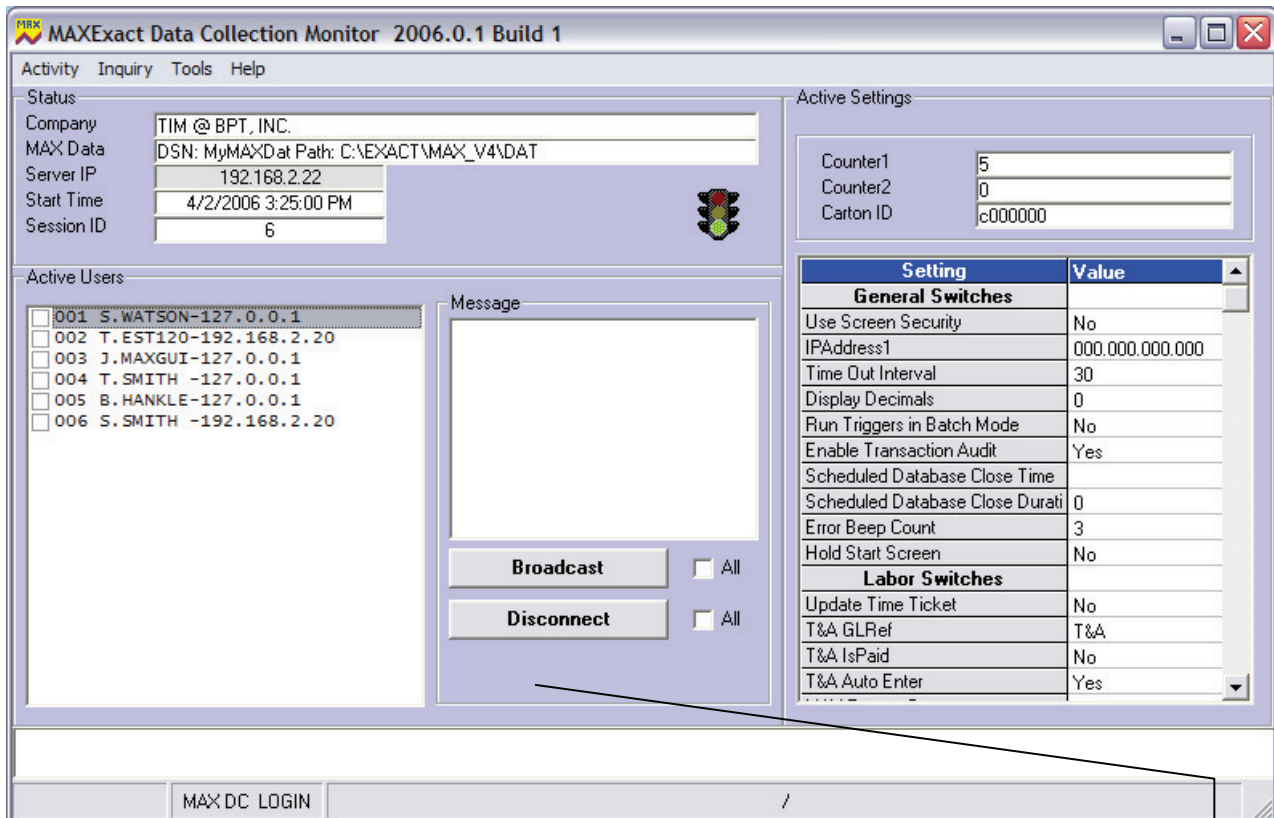 MAX MAXExact Data Collection Monitor 2006.0.1 Build 1
Activity Inquiry Tools Help
Status
Company TIM @ BPT, INC.
MAX Data DSN: MyMAXDat Path: C:\EXACT\MAX_V4\DAT
Server IP 192.168.2.22
Start Time 4/2/2006 3:25:00 PM
Session ID 6
Active Users
001 S.WATSON-127.0.0.1
002 T.EST120-192.168.2.20
003 J.MAXGUI-127.0.0.1
004 T.SMITH -127.0.0.1
005 B.HANKLE-127.0.0.1
006 S.SMITH -192.168.2.20
Message
Broadcast All
Disconnect All
Active Settings
Counter1 5
Counter2 0
Carton ID c000000
Setting Value
General Switches
Use Screen Security No
IPAddress1 000.000.000.000
Time Out Interval 30
Display Decimals 0
Run Triggers in Batch Mode No
Enable Transaction Audit Yes
Scheduled Database Close Time
Scheduled Database Close Durati 0
Error Beep Count 3
Hold Start Screen No
Labor Switches
Update Time Ticket No
T&A GLRef T&A
T&A IsPaid No
T&A Auto Enter Yes
MAX DC LOGIN /